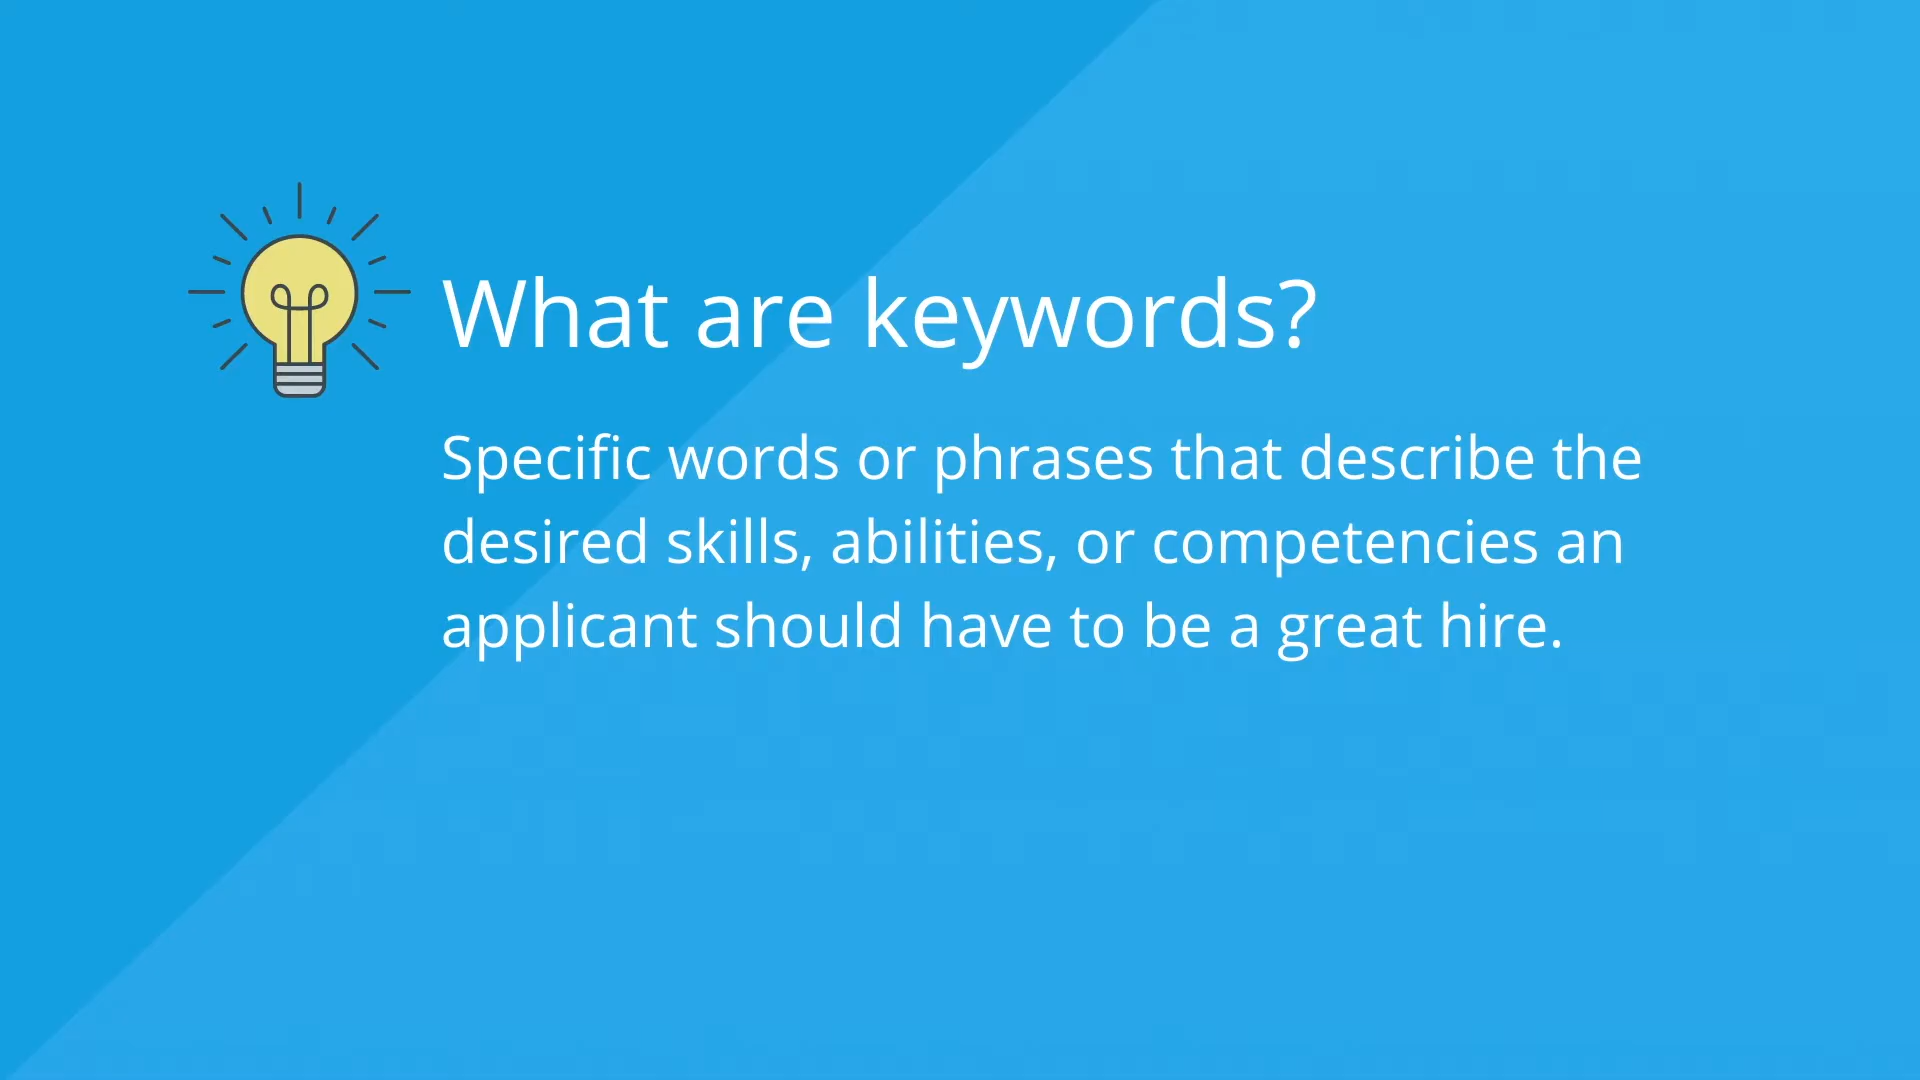 What are keywords?
Specific words or phrases that describe the
desired skills, abilities, or competencies an
applicant should have to be a great hire.